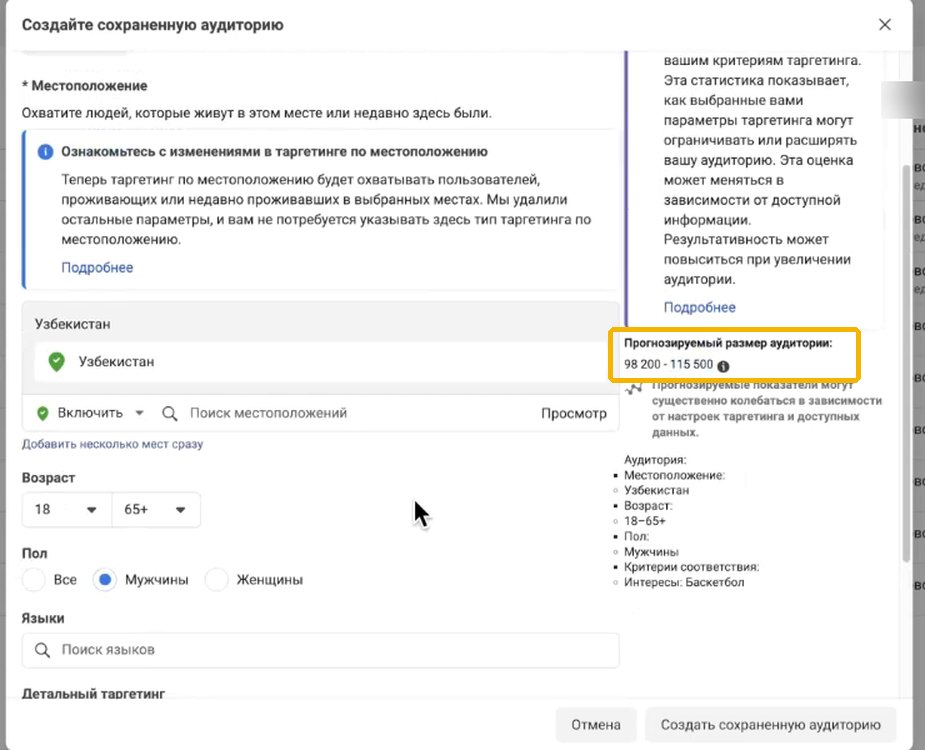 Создайте сохраненную аудиторию
* Местоположение
Охватите людей, которые живут в этом месте или недавно здесь были.
Ознакомьтесь с изменениями в таргетинге по местоположению
Теперь таргетинг по местоположению будет охватывать пользователей,
проживающих или недавно проживавших в выбранных местах. Мы удалили
остальные параметры, и вам не потребуется указывать здесь тип таргетинга по
местоположению.
Подробнее
Узбекистан
Узбекистан
Включить
Поиск местоположений
Просмотр
Добавить несколько мест сразу
Возраст
18
65+
Пол
Все
Мужчины
Женщины
Языки
Поиск языков
Детальный таргетинг
вашим критериям таргетинга.
Эта статистика показывает,
как выбранные вами
параметры таргетинга могут
ограничивать или расширять
вашу аудиторию. Эта оценка
может меняться в
зависимости от доступной
информации.
Результативность может
повыситься при увеличении
аудитории.
Подробнее
Прогнозируемый размер аудитории:
98 200 - 115 500
Прогнозируемые показатели могут
существенно колебаться в зависимости
от настроек таргетинга и доступных
данных.
Аудитория:
Местоположение:
Узбекистан
Возраст:
18–65+
Пол:
Мужчины
Критерии соответствия:
Интересы: Баскетбол
Отмена
Создать сохраненную аудиторию